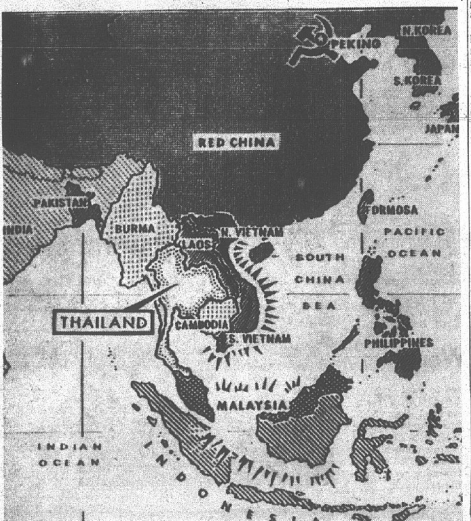 N. KOREA
PEKING
S. KOREA
JAPAN
RED CHINA
PAKISTAN
INDIA
BURMA
LAOS
N. VIETNAM
FORMOSA
PACIFIC
OCEAN
SOUTH
CHINA
SEA
THAILAND
CAMBODIA
S. VIETNAM
PHILIPPINES
MALAYSIA
INDIAN
OCEAN
INDONESI